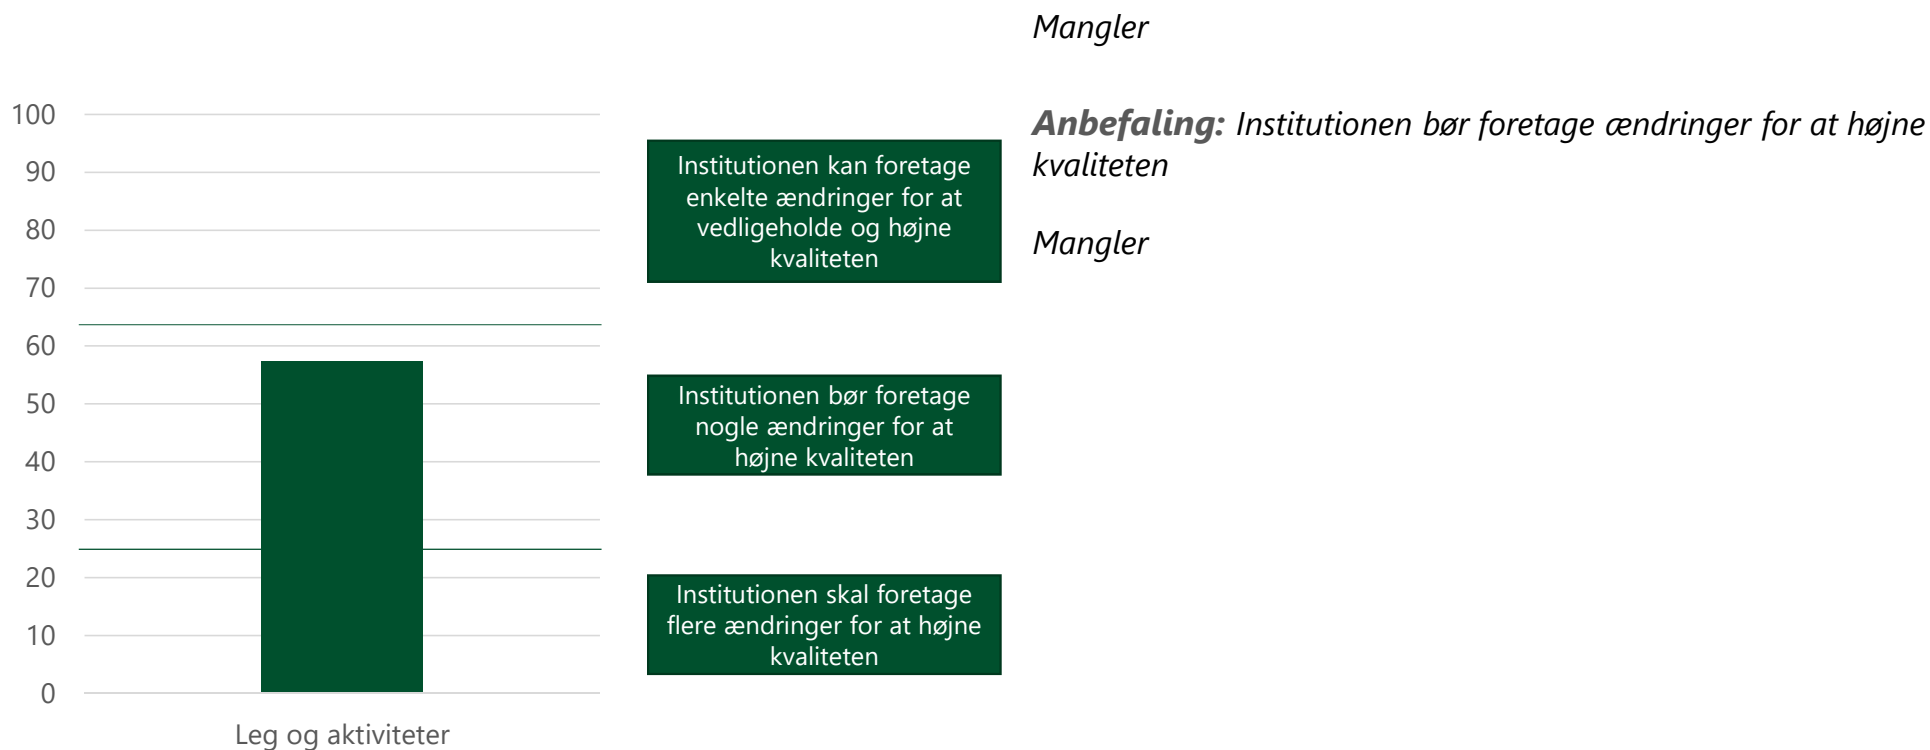 100
90
80
70
60
50
40
30
20
10
0
Leg og aktiviteter
Institutionen kan foretage
enkelte ændringer for at
vedligeholde og højne
kvaliteten
Institutionen bør foretage
nogle ændringer for at
højne kvaliteten
Institutionen skal foretage
flere ændringer for at højne
kvaliteten
Mangler
Anbefaling: Institutionen bør foretage ændringer for at højne
kvaliteten
Mangler